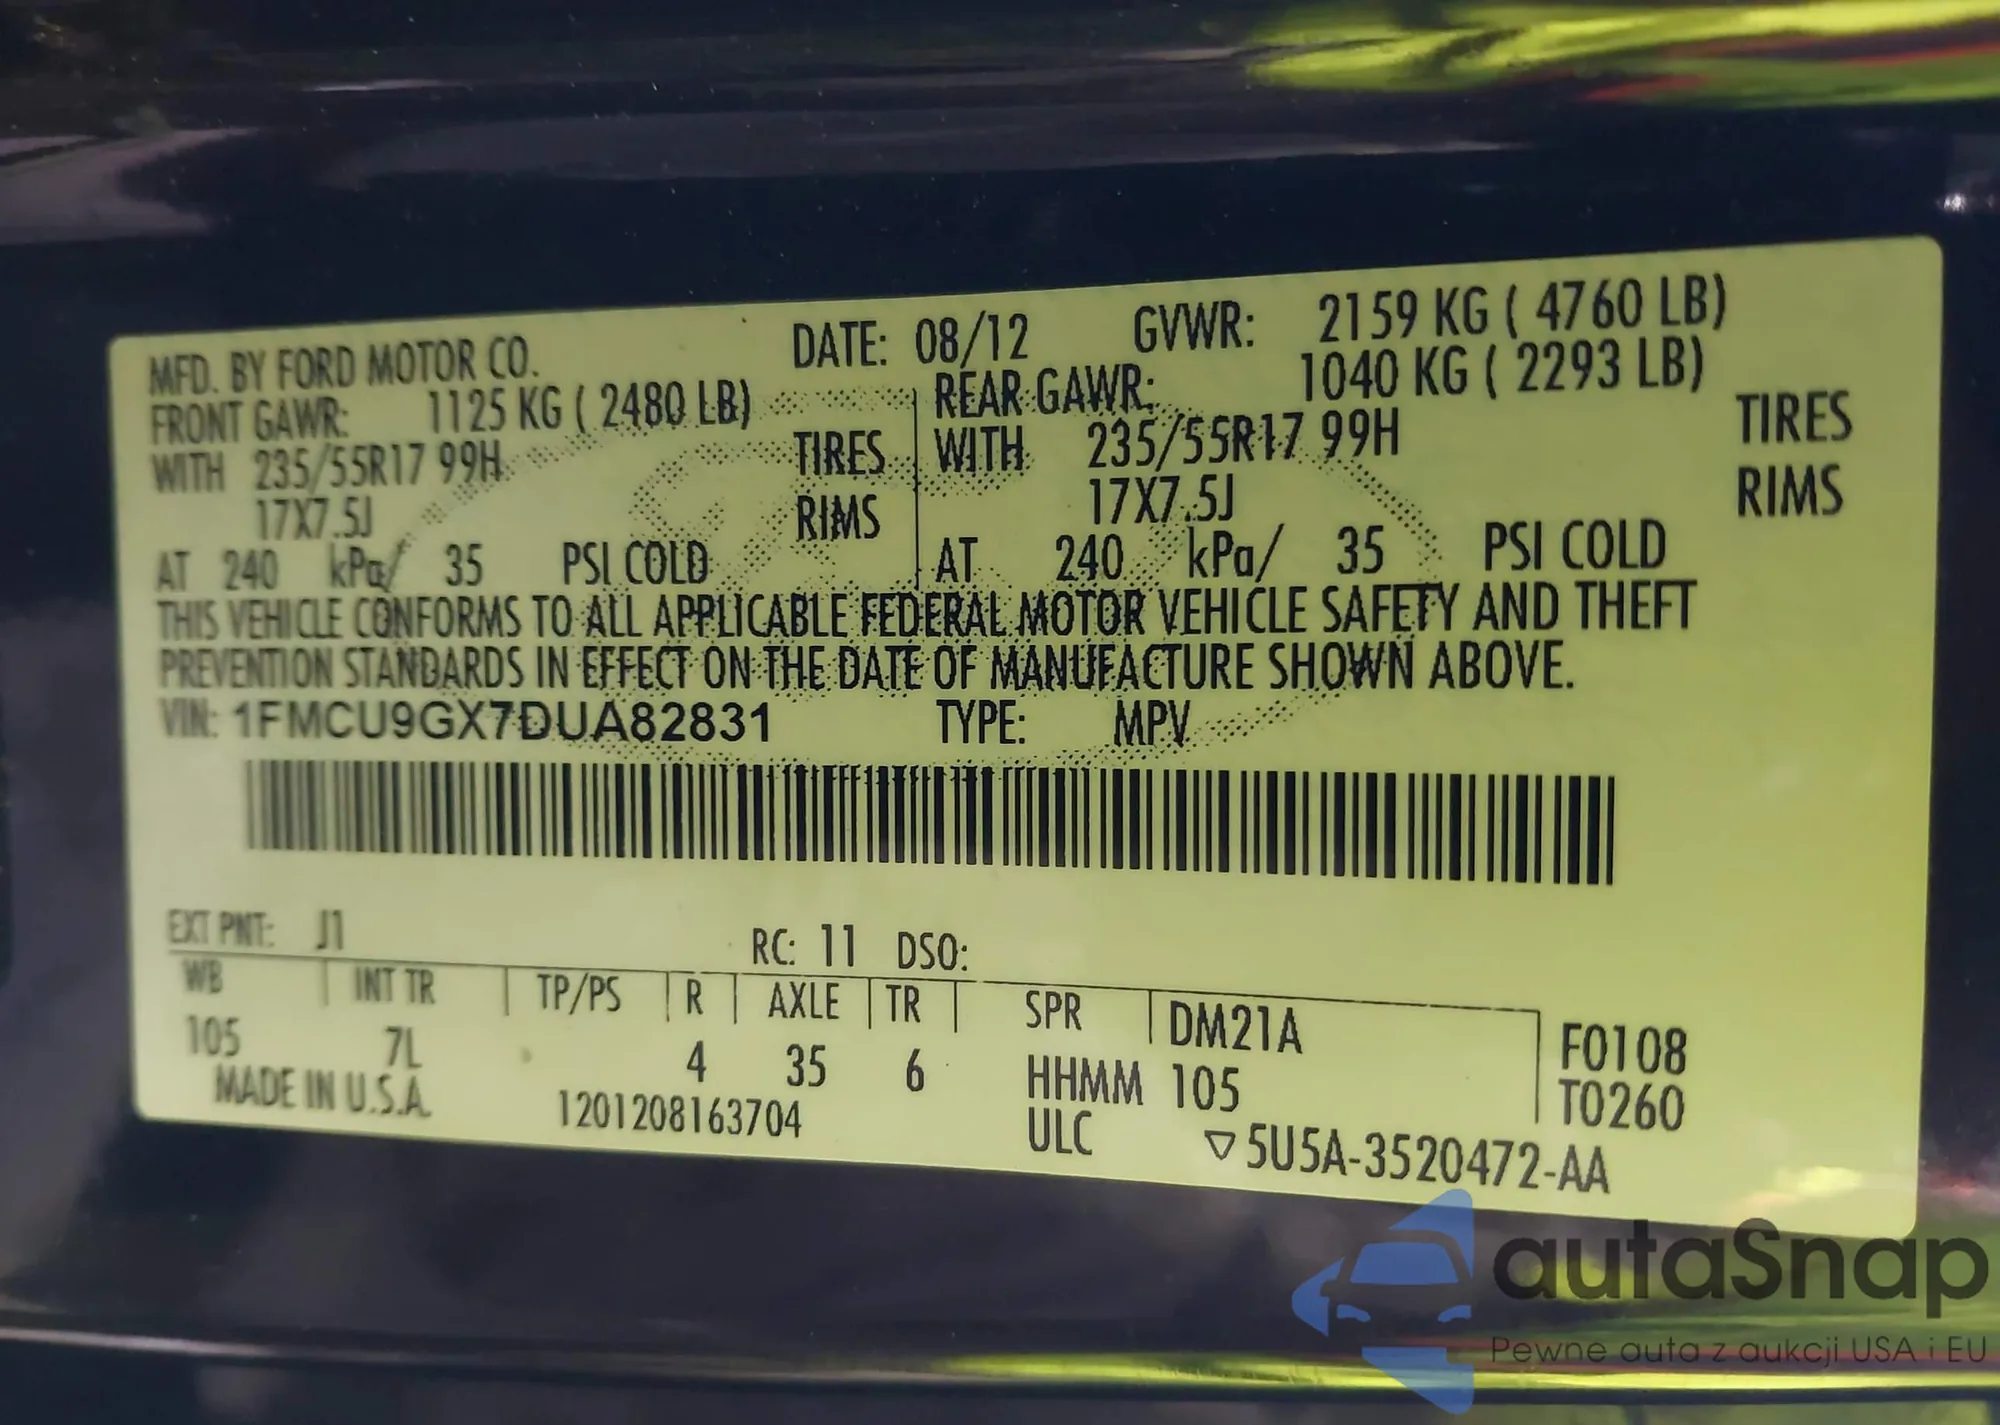 MFD. BY FORD MOTOR CO. DATE: 08/12 GVWR: 2159 KG ( 4760 LB)
FRONT GAWR: 1125 KG ( 2480 LB) REAR GAWR: 1040 KG ( 2293 LB)
WITH 235/55R17 99H TIRES WITH 235/55R17 99H TIRES
17X7.5J RIMS 17X7.5J RIMS
AT 240 kPa/ 35 PSI COLD AT 240 kPa/ 35 PSI COLD
THIS VEHICLE CONFORMS TO ALL APPLICABLE FEDERAL MOTOR VEHICLE SAFETY AND THEFT
PREVENTION STANDARDS IN EFFECT ON THE DATE OF MANUFACTURE SHOWN ABOVE.
VIN: 1FMCU9GX7DUA82831 TYPE: MPV
EXT PNT: J1 RC: 11 DSO:
WB INT TR TP/PS R AXLE TR SPR DM21A F0108
105 7L 4 35 6 HHMM 105 T0260
MADE IN U.S.A. 1201208163704 ULC ▽5U5A-3520472-AA
autaSnap
Pewne auta z aukcji USA i EU